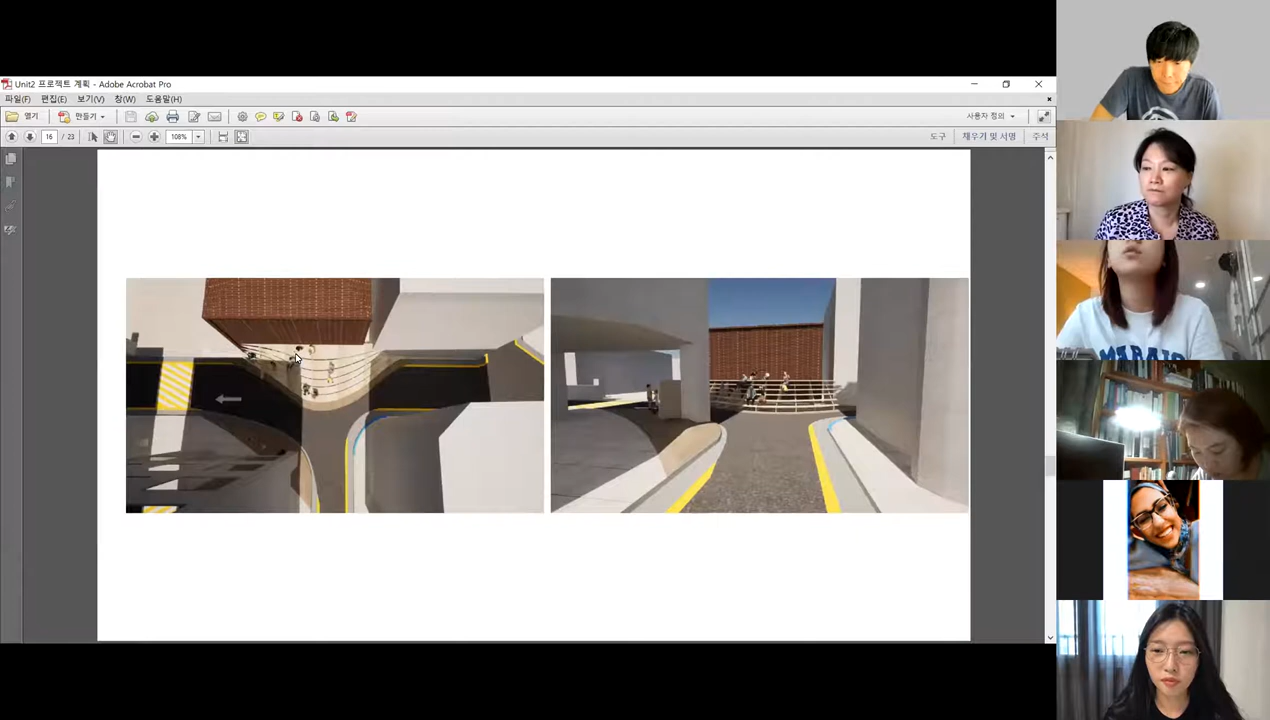 Unit2 프로젝트 계획 - Adobe Acrobat Pro
파일(F) 편집(E) 보기(V) 창(W) 도움말(H)
열기 만들기 사용자 정의
16 / 23 108% 도구 채우기 및 서명 주석
MARAIS